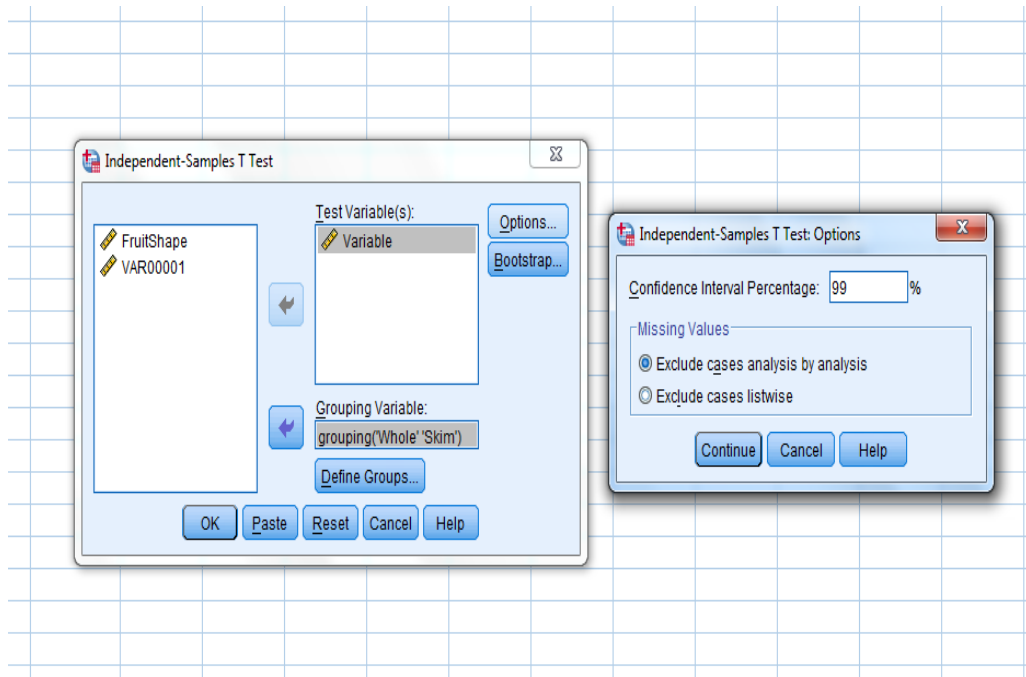 Independent-Samples T Test
FruitShape
VAR00001
Test Variable(s):
Variable
Options...
Bootstrap...
Grouping Variable:
grouping('Whole' 'Skim')
Define Groups...
OK Paste Reset Cancel Help
Independent-Samples T Test: Options
Confidence Interval Percentage: 99 %
Missing Values
Exclude cases analysis by analysis
Exclude cases listwise
Continue Cancel Help